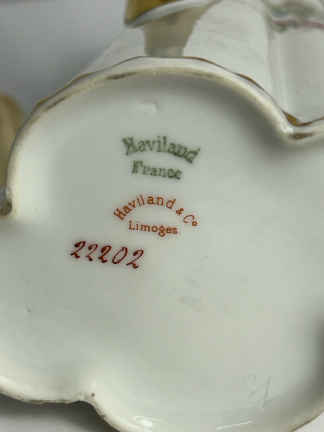 Haviland
France
Haviland & Co
Limoges
22202